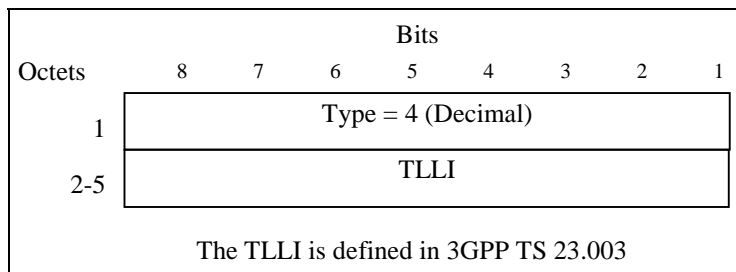 Bits
Octets 8 7 6 5 4 3 2 1
1 Type = 4 (Decimal)
2-5 TLLI
The TLLI is defined in 3GPP TS 23.003